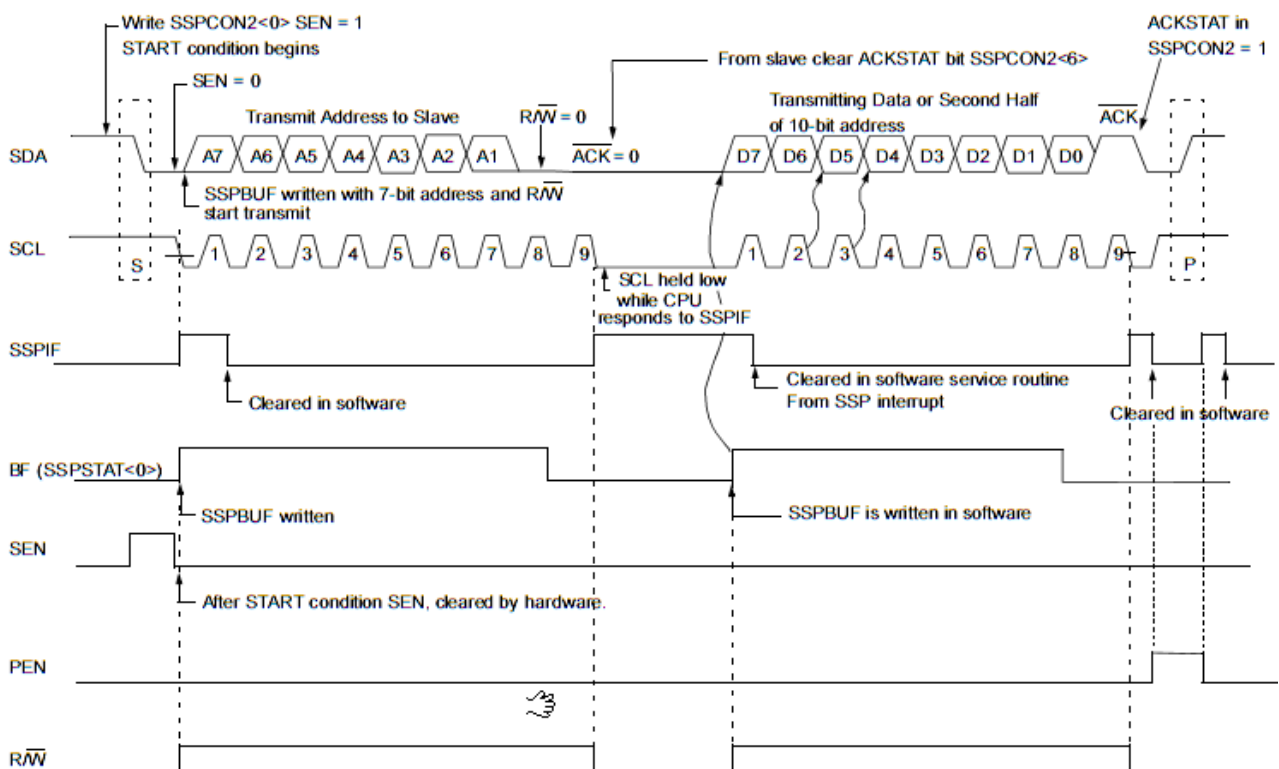 Write SSPCON2<0> SEN = 1
START condition begins
ACKSTAT in
SSPCON2 = 1
From slave clear ACKSTAT bit SSPCON2<6>
SEN = 0
Transmit Address to Slave
R/W̅ = 0
Transmitting Data or Second Half
of 10-bit address
A̅C̅K̅
SDA
A7 A6 A5 A4 A3 A2 A1
A̅C̅K̅ = 0
D7 D6 D5 D4 D3 D2 D1 D0
SSPBUF written with 7-bit address and R/W̅
start transmit
SCL
S
1 2 3 4 5 6 7 8 9
1 2 3 4 5 6 7 8 9
P
SCL held low
while CPU
responds to SSPIF
SSPIF
Cleared in software
Cleared in software service routine
From SSP interrupt
Cleared in software
BF (SSPSTAT<0>)
SSPBUF written
SSPBUF is written in software
SEN
After START condition SEN, cleared by hardware.
PEN
R/W̅